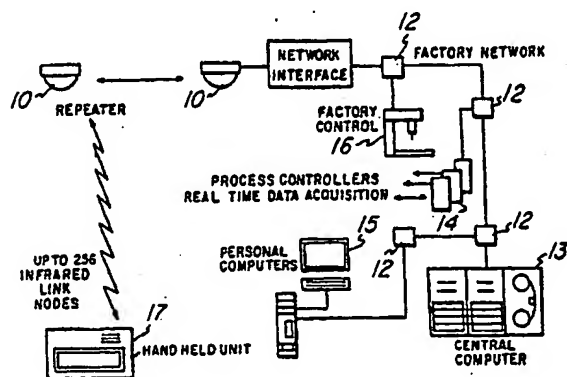 12
NETWORK
INTERFACE
FACTORY NETWORK
10
10
REPEATER
12
FACTORY
CONTROL
16
PROCESS CONTROLLERS
REAL TIME DATA ACQUISITION
14
UP TO 256
INFRARED
LINK
NODES
PERSONAL
COMPUTERS
15
12
12
13
17
HAND HELD UNIT
CENTRAL
COMPUTER